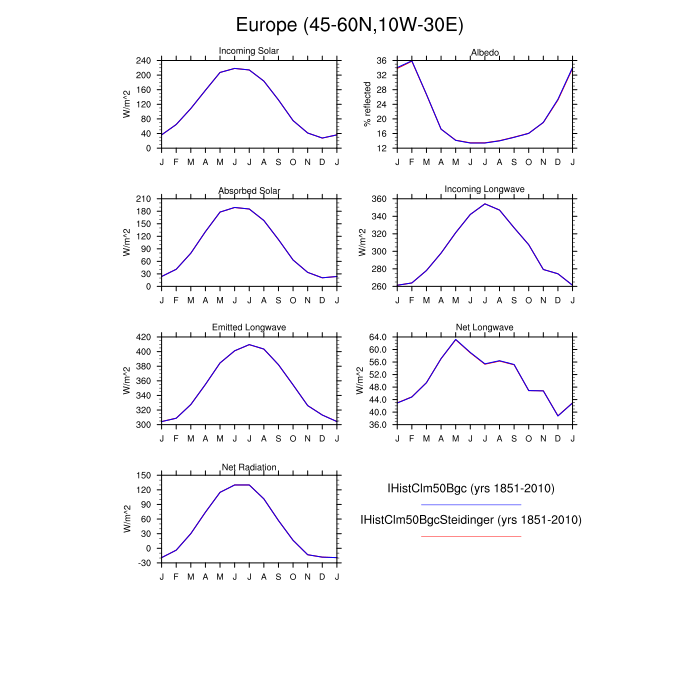 Europe (45-60N,10W-30E)
Incoming Solar
W/m^2
240
200
160
120
80
40
0
J F M A M J J A S O N D J
Albedo
% reflected
36
32
28
24
20
16
12
J F M A M J J A S O N D J
Absorbed Solar
W/m^2
210
180
150
120
90
60
30
0
J F M A M J J A S O N D J
Incoming Longwave
W/m^2
360
340
320
300
280
260
J F M A M J J A S O N D J
Emitted Longwave
W/m^2
420
400
380
360
340
320
300
J F M A M J J A S O N D J
Net Longwave
W/m^2
64.0
60.0
56.0
52.0
48.0
44.0
40.0
36.0
J F M A M J J A S O N D J
Net Radiation
W/m^2
150
120
90
60
30
0
-30
J F M A M J J A S O N D J
IHistClm50Bgc (yrs 1851-2010)
IHistClm50BgcSteidinger (yrs 1851-2010)